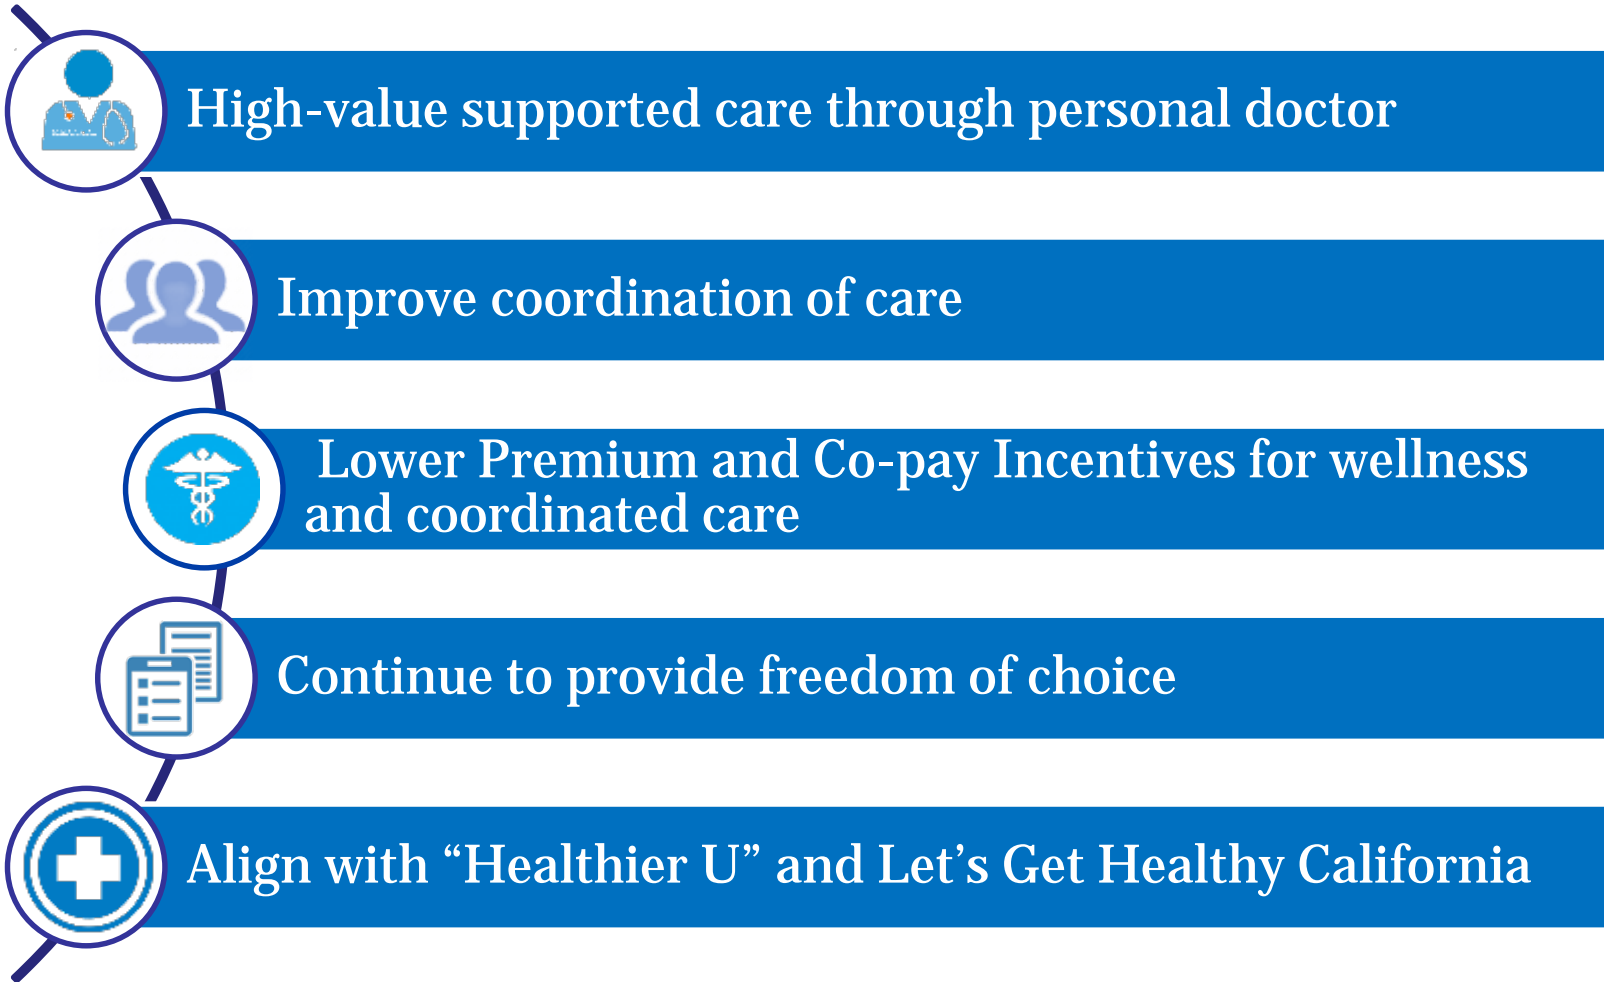 High-value supported care through personal doctor
Improve coordination of care
Lower Premium and Co-pay Incentives for wellness
and coordinated care
Continue to provide freedom of choice
Align with “Healthier U” and Let’s Get Healthy California